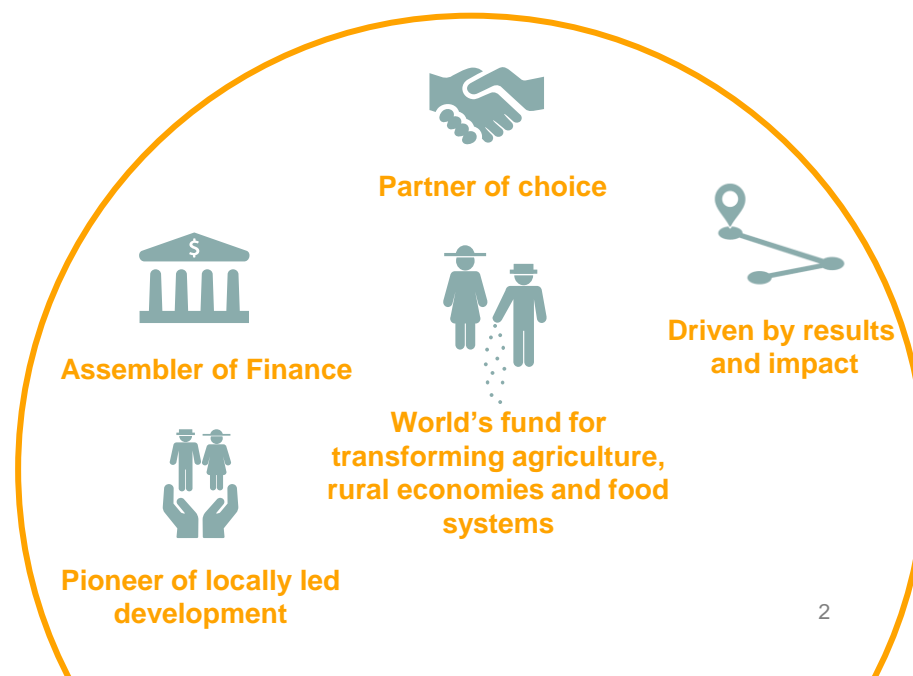 $
Partner of choice
Driven by results
and impact
Assembler of Finance
World’s fund for
transforming agriculture,
rural economies and food
systems
Pioneer of locally led
development
2